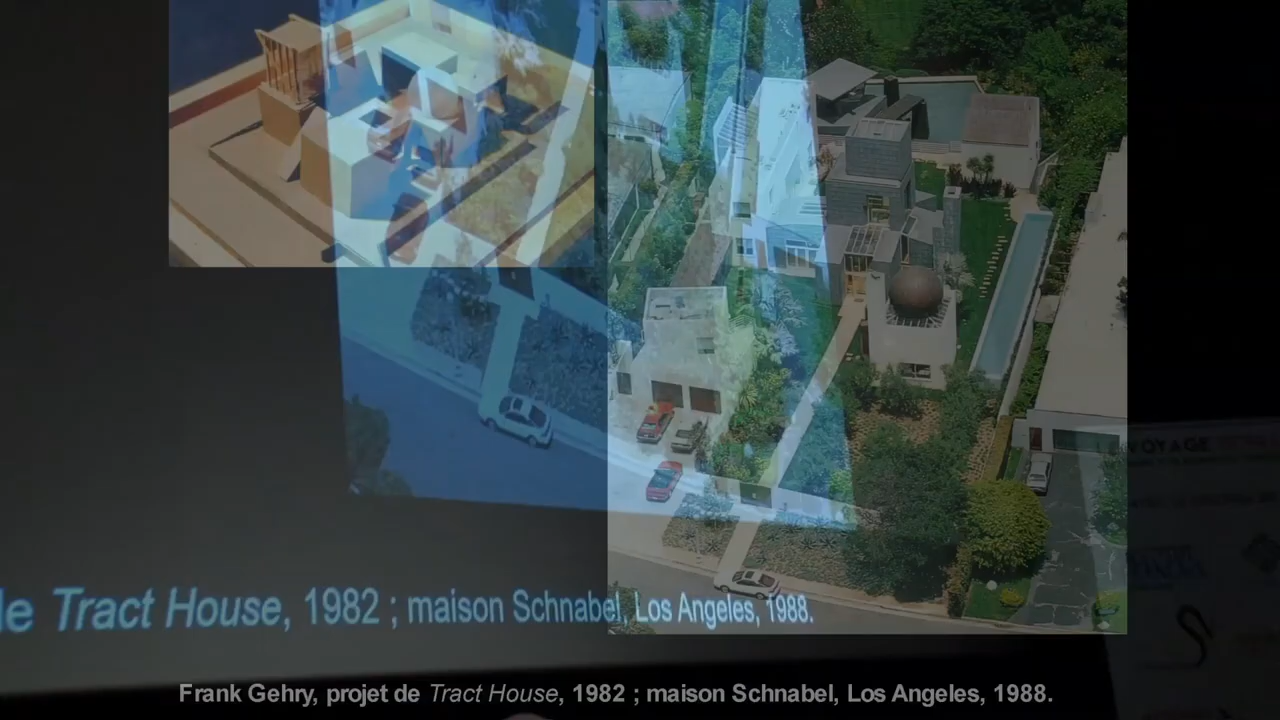 le Tract House, 1982 ; maison Schnabel, Los Angeles, 1988.
VOYAGE
Frank Gehry, projet de Tract House, 1982 ; maison Schnabel, Los Angeles, 1988.